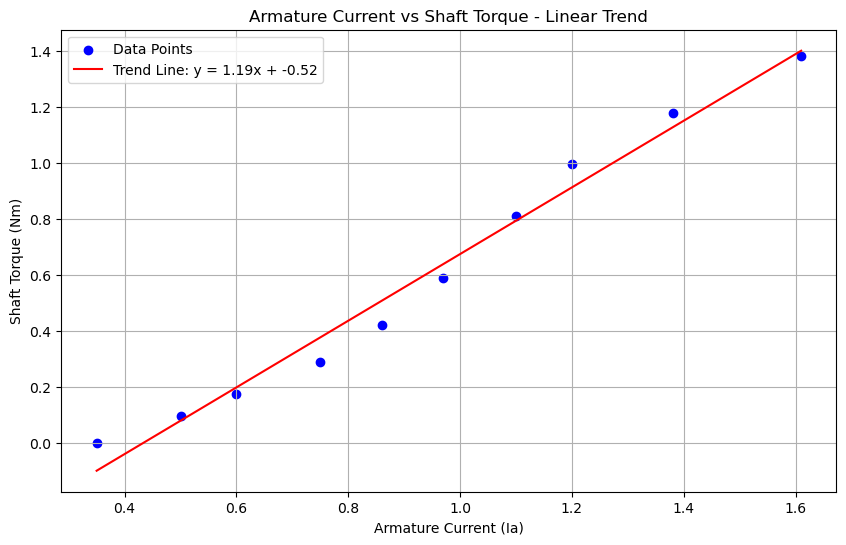 Armature Current vs Shaft Torque - Linear Trend
Data Points
Trend Line: y = 1.19x + -0.52
1.4
1.2
1.0
0.8
0.6
0.4
0.2
0.0
Shaft Torque (Nm)
0.4 0.6 0.8 1.0 1.2 1.4 1.6
Armature Current (Ia)